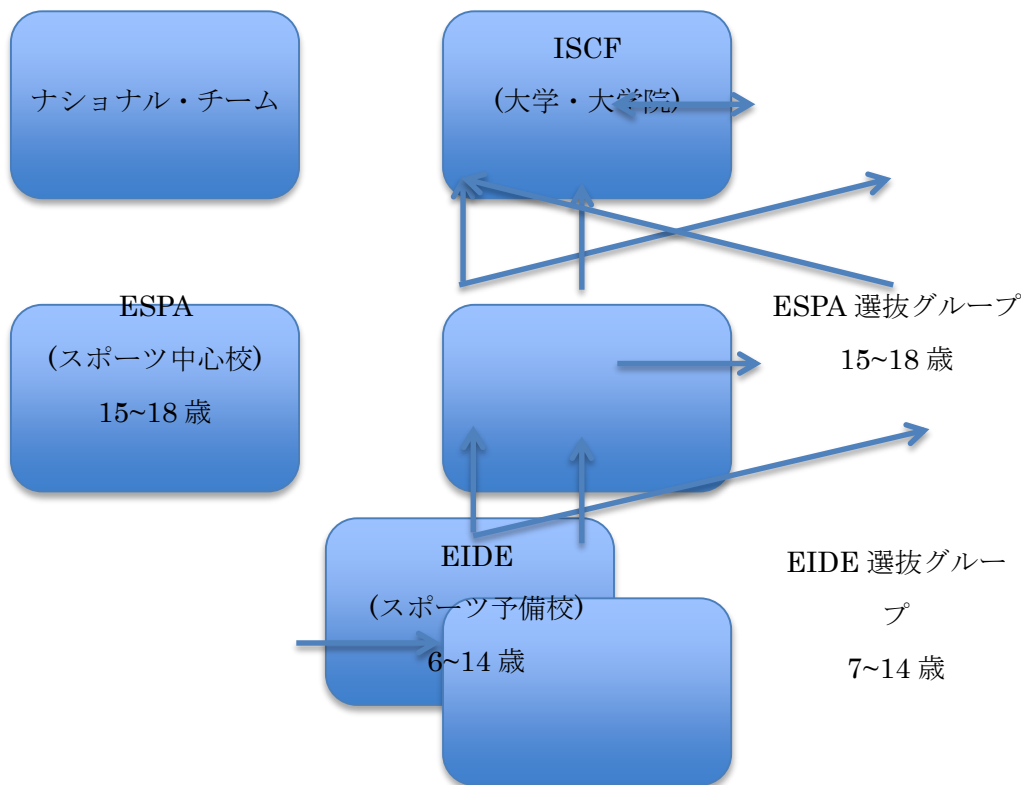 ナショナル・チーム
ISCF
(大学・大学院)
ESPA
(スポーツ中心校)
15~18 歳
ESPA 選抜グループ
15~18 歳
EIDE
(スポーツ予備校)
6~14 歳
EIDE 選抜グルー
プ
7~14 歳